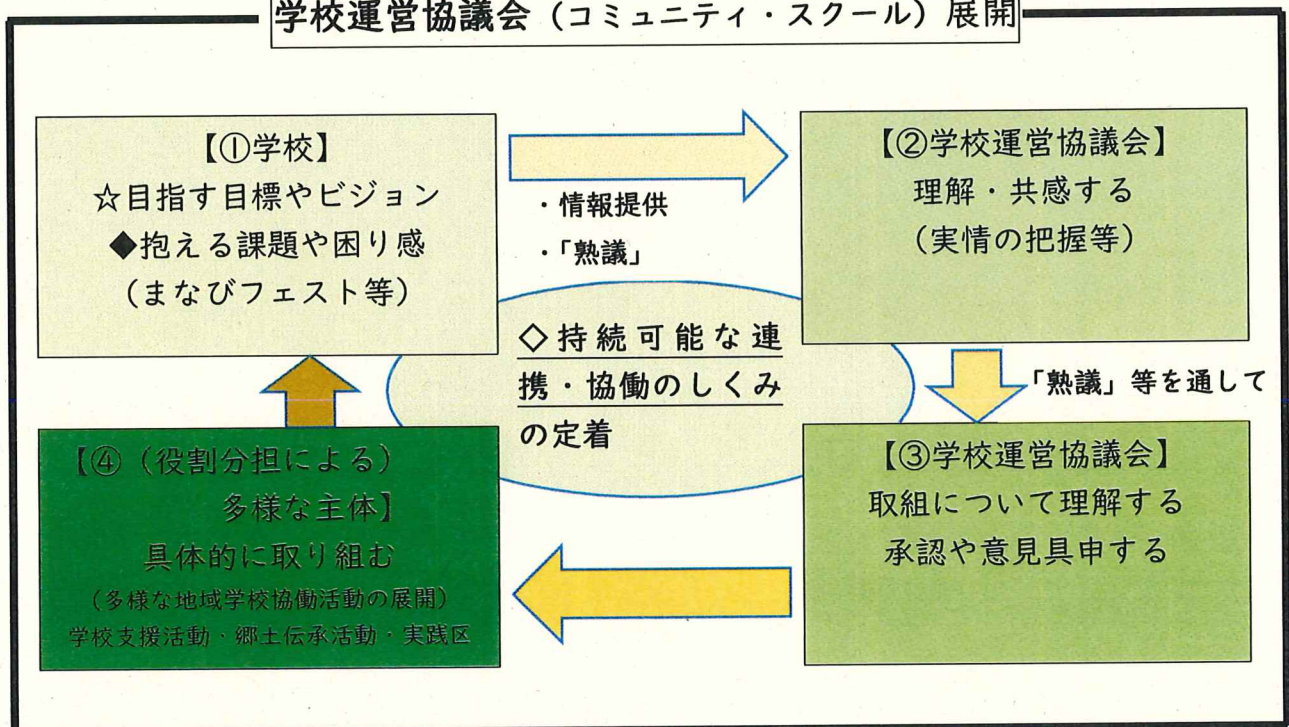 学校運営協議会（コミュニティ・スクール）展開
【①学校】
☆目指す目標やビジョン
◆抱える課題や困り感
（まなびフェスト等）
・情報提供
・「熟議」
【②学校運営協議会】
理解・共感する
（実情の把握等）
◇持続可能な連
携・協働のしくみ
の定着
「熟議」等を通して
【③学校運営協議会】
取組について理解する
承認や意見具申する
【④（役割分担による）
多様な主体】
具体的に取り組む
（多様な地域学校協働活動の展開）
学校支援活動・郷土伝承活動・実践区